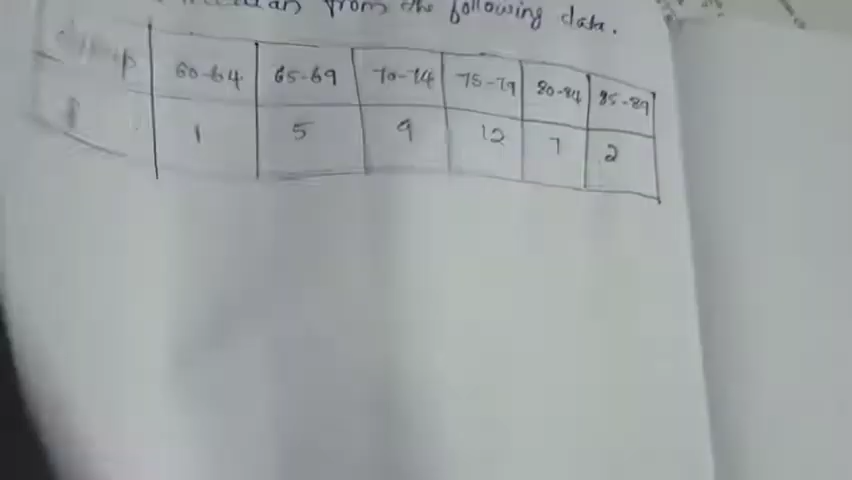 from the following data.
60-64 65-69 70-74 75-79 80-84 85-89
f 1 5 9 12 7 2